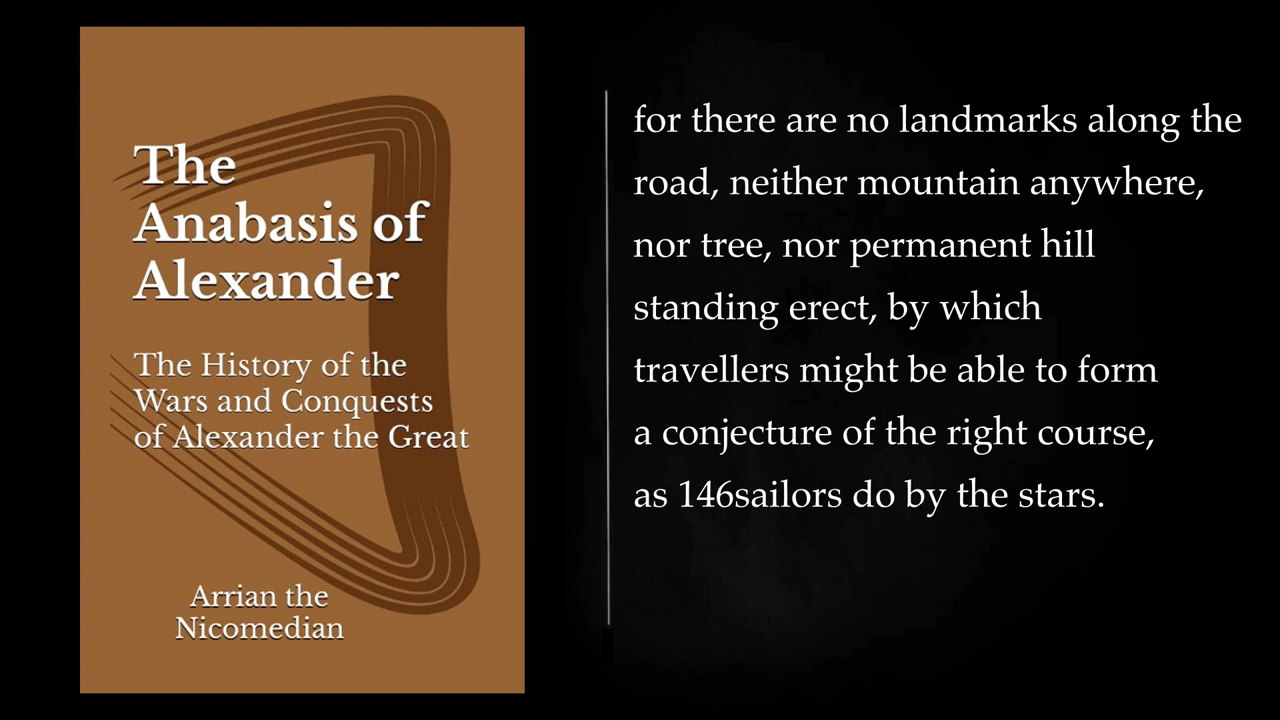 The
Anabasis of
Alexander
The History of the
Wars and Conquests
of Alexander the Great
Arrian the
Nicomedian
for there are no landmarks along the
road, neither mountain anywhere,
nor tree, nor permanent hill
standing erect, by which
travellers might be able to form
a conjecture of the right course,
as 146sailors do by the stars.